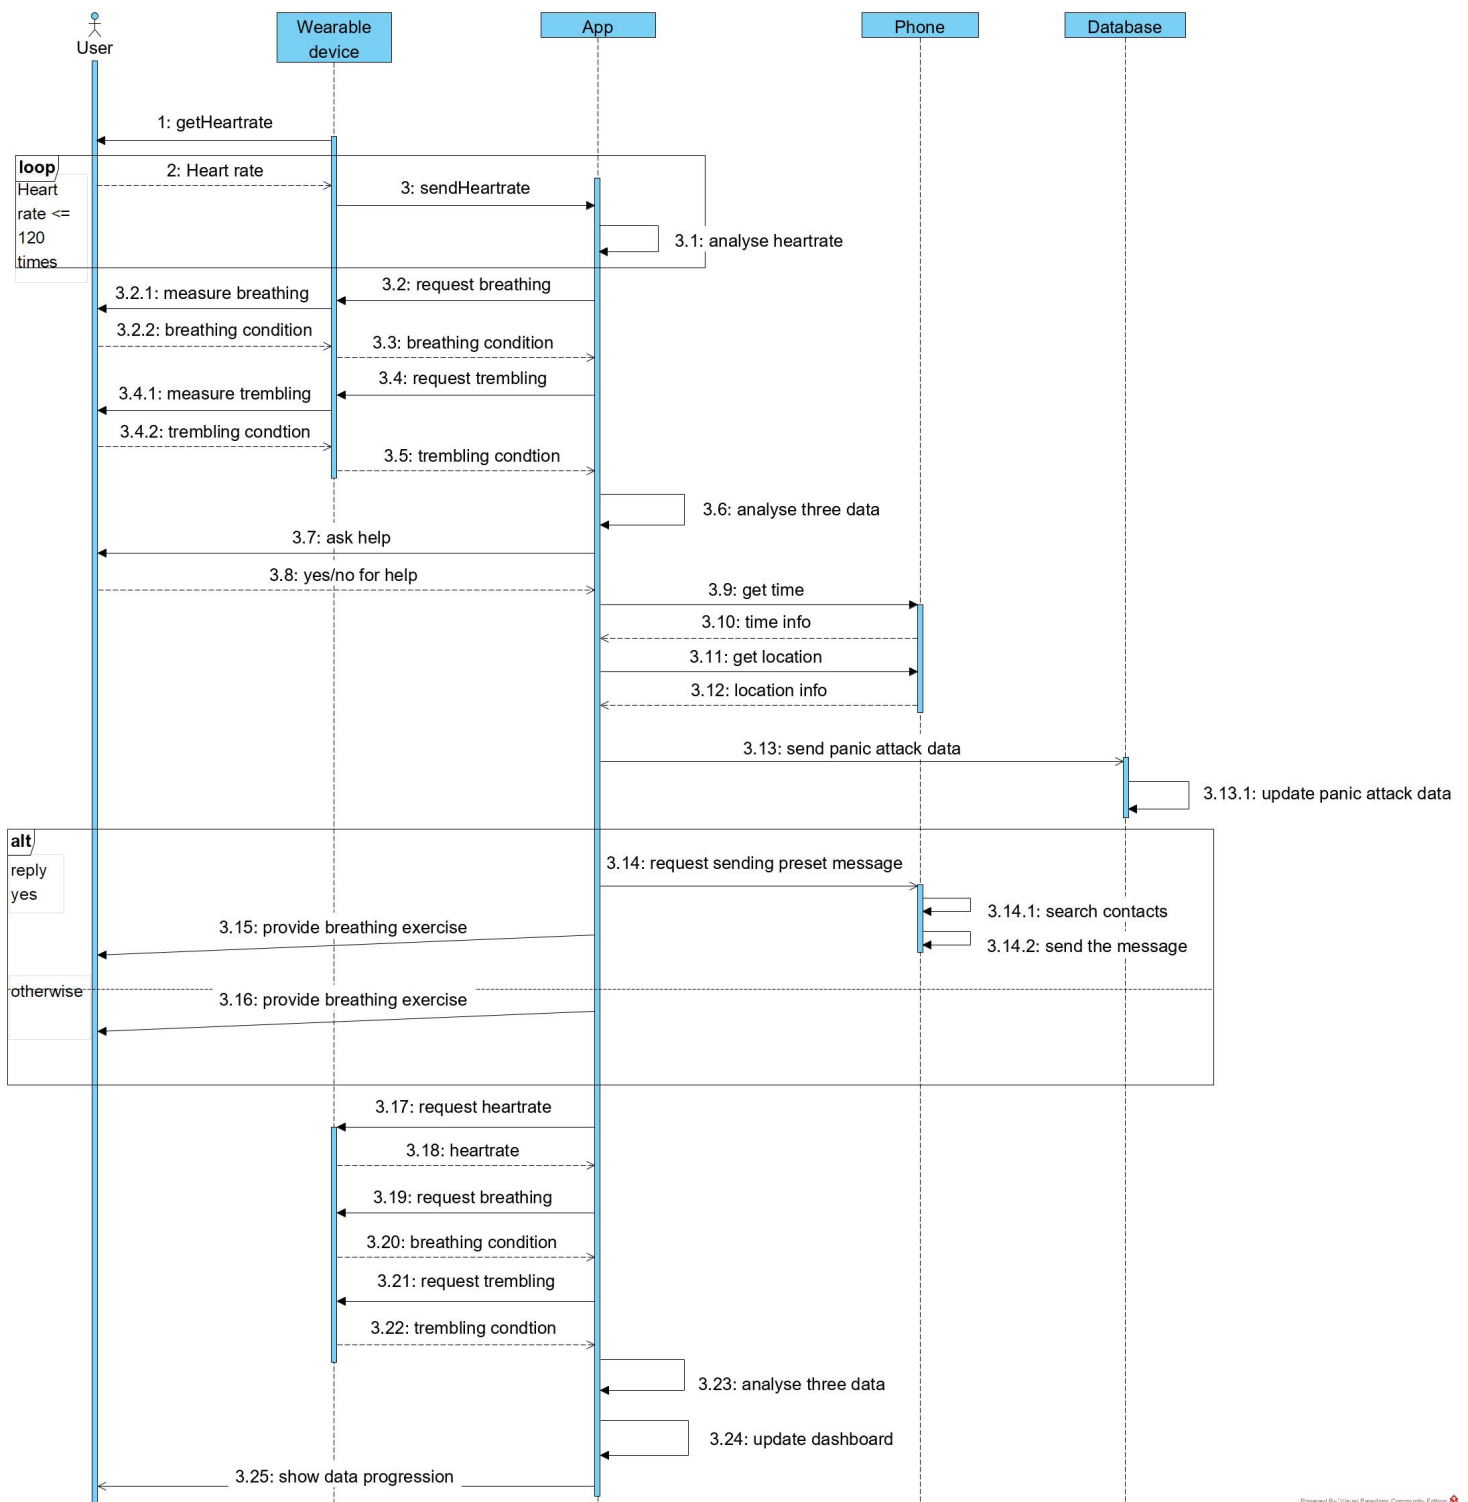 User
Wearable
device
App
Phone
Database
1: getHeartrate
loop
Heart
rate <=
120
times
2: Heart rate
3: sendHeartrate
3.1: analyse heartrate
3.2: request breathing
3.2.1: measure breathing
3.2.2: breathing condition
3.3: breathing condition
3.4: request trembling
3.4.1: measure trembling
3.4.2: trembling condtion
3.5: trembling condtion
3.6: analyse three data
3.7: ask help
3.8: yes/no for help
3.9: get time
3.10: time info
3.11: get location
3.12: location info
3.13: send panic attack data
3.13.1: update panic attack data
alt
reply
yes
3.14: request sending preset message
3.14.1: search contacts
3.15: provide breathing exercise
3.14.2: send the message
otherwise
3.16: provide breathing exercise
3.17: request heartrate
3.18: heartrate
3.19: request breathing
3.20: breathing condition
3.21: request trembling
3.22: trembling condtion
3.23: analyse three data
3.24: update dashboard
3.25: show data progression
Powered By Visual Paradigm Community Edition